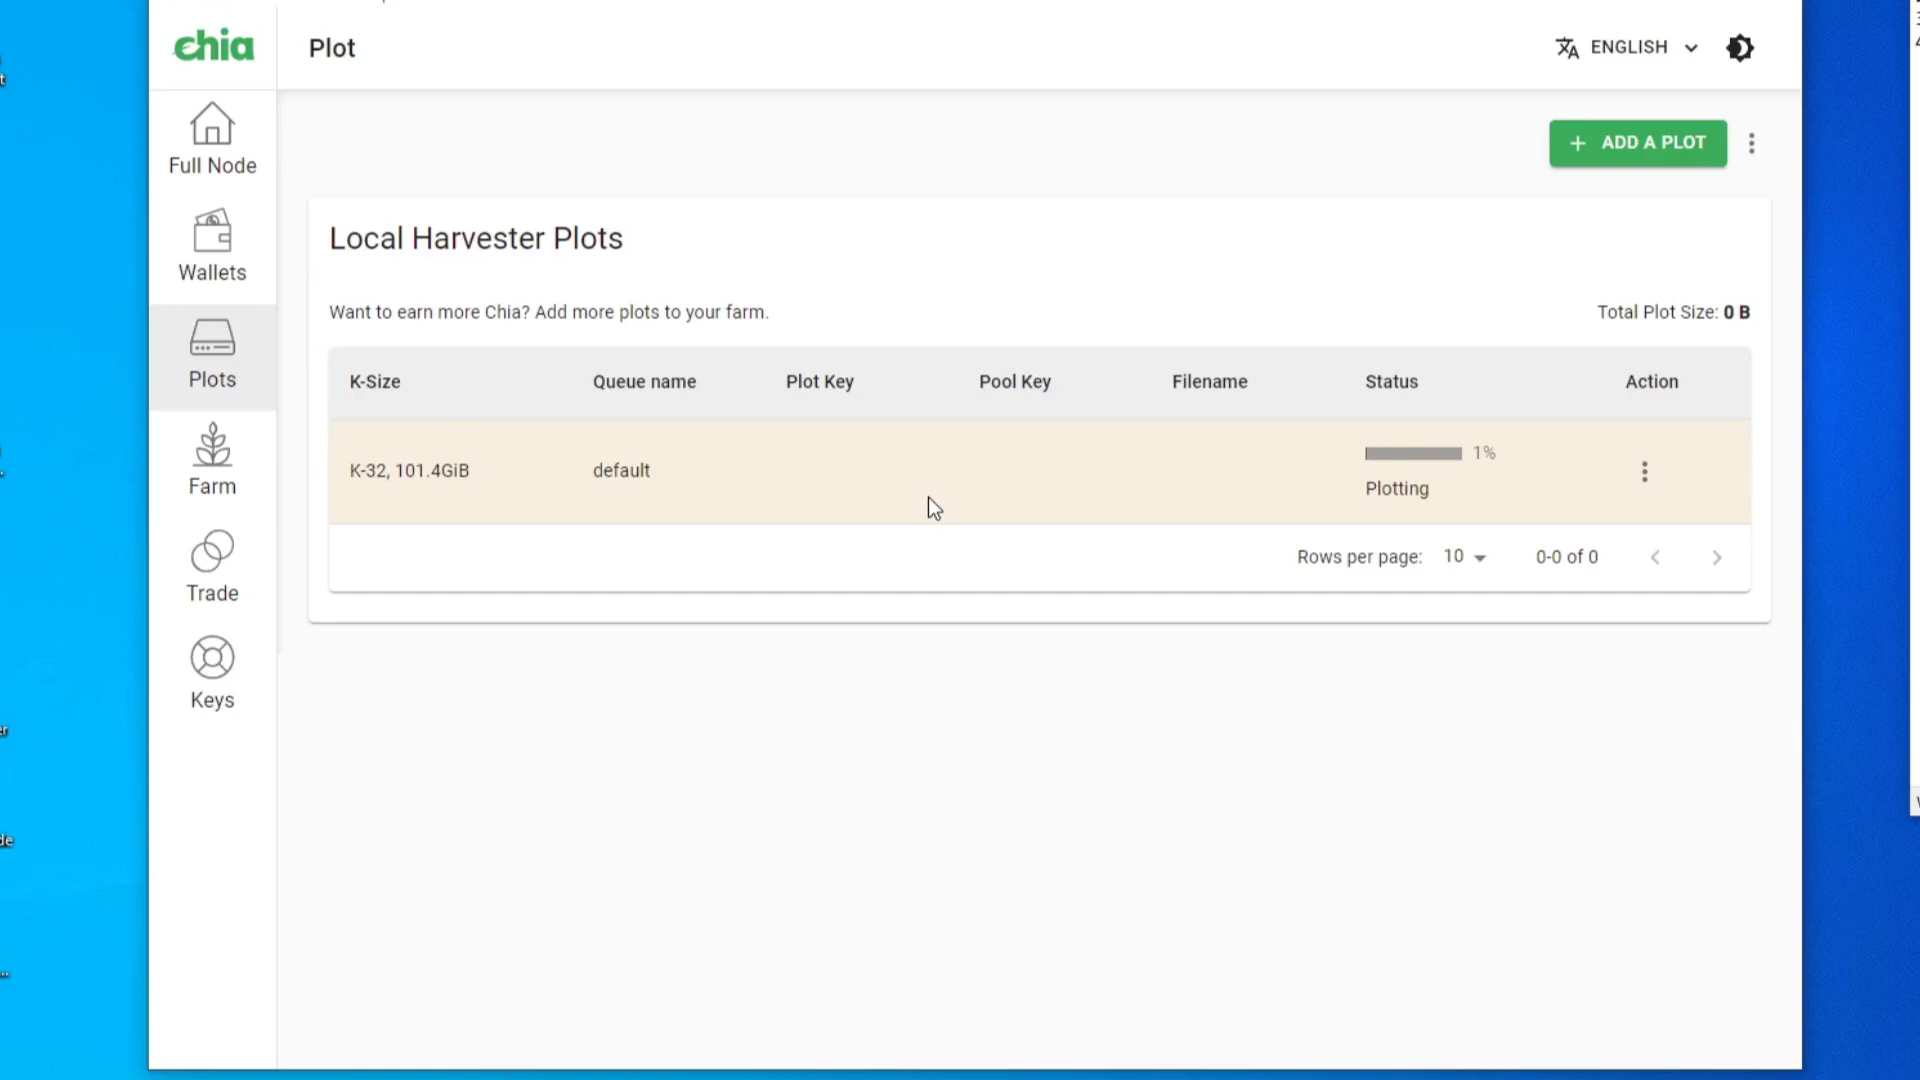 chia
Plot
ENGLISH
Full Node
Wallets
Plots
Farm
Trade
Keys
+ ADD A PLOT
Local Harvester Plots
Want to earn more Chia? Add more plots to your farm.
Total Plot Size: 0 B
K-Size Queue name Plot Key Pool Key Filename Status Action
K-32, 101.4GiB default 1%
Plotting
Rows per page: 10 0-0 of 0